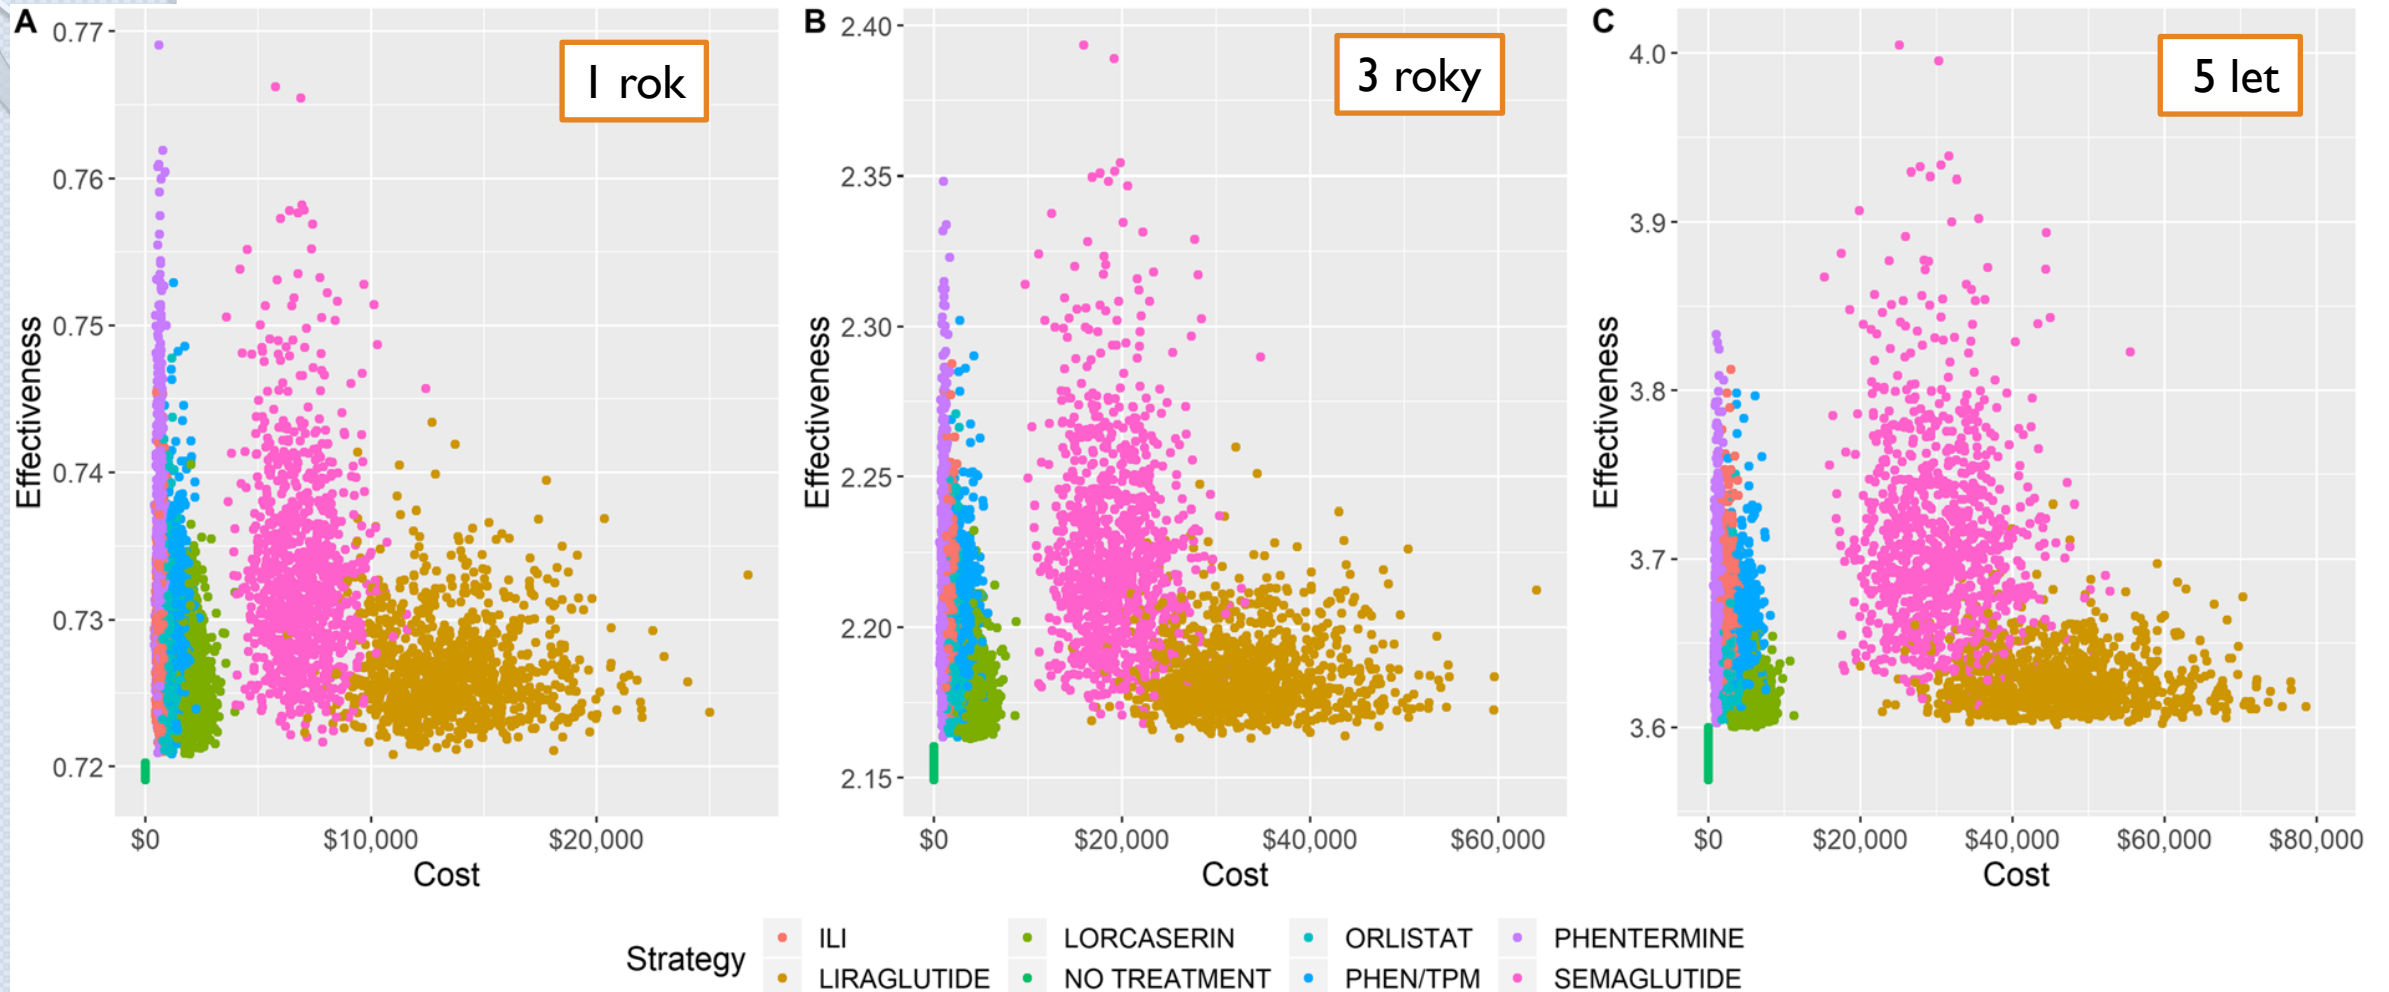 A
1 rok
0.77
0.76
0.75
0.74
0.73
0.72
Effectiveness
$0 $10,000 $20,000
Cost
B
3 roky
2.40
2.35
2.30
2.25
2.20
2.15
Effectiveness
$0 $20,000 $40,000 $60,000
Cost
C
5 let
4.0
3.9
3.8
3.7
3.6
Effectiveness
$0 $20,000 $40,000 $60,000 $80,000
Cost
Strategy
ILI LORCASERIN ORLISTAT PHENTERMINE
LIRAGLUTIDE NO TREATMENT PHEN/TPM SEMAGLUTIDE